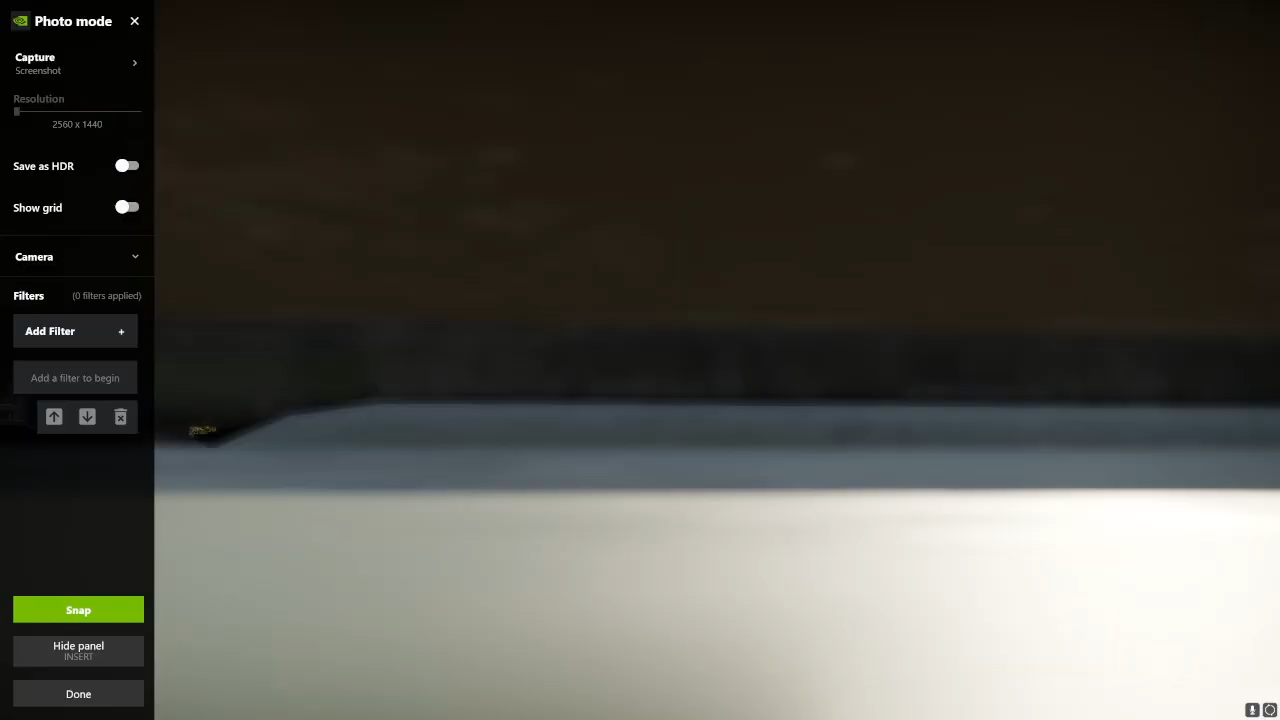 Photo mode
Capture
Screenshot
Resolution
2560 x 1440
Save as HDR
Show grid
Camera
Filters (0 filters applied)
Add Filter +
Add a filter to begin
Snap
Hide panel
INSERT
Done